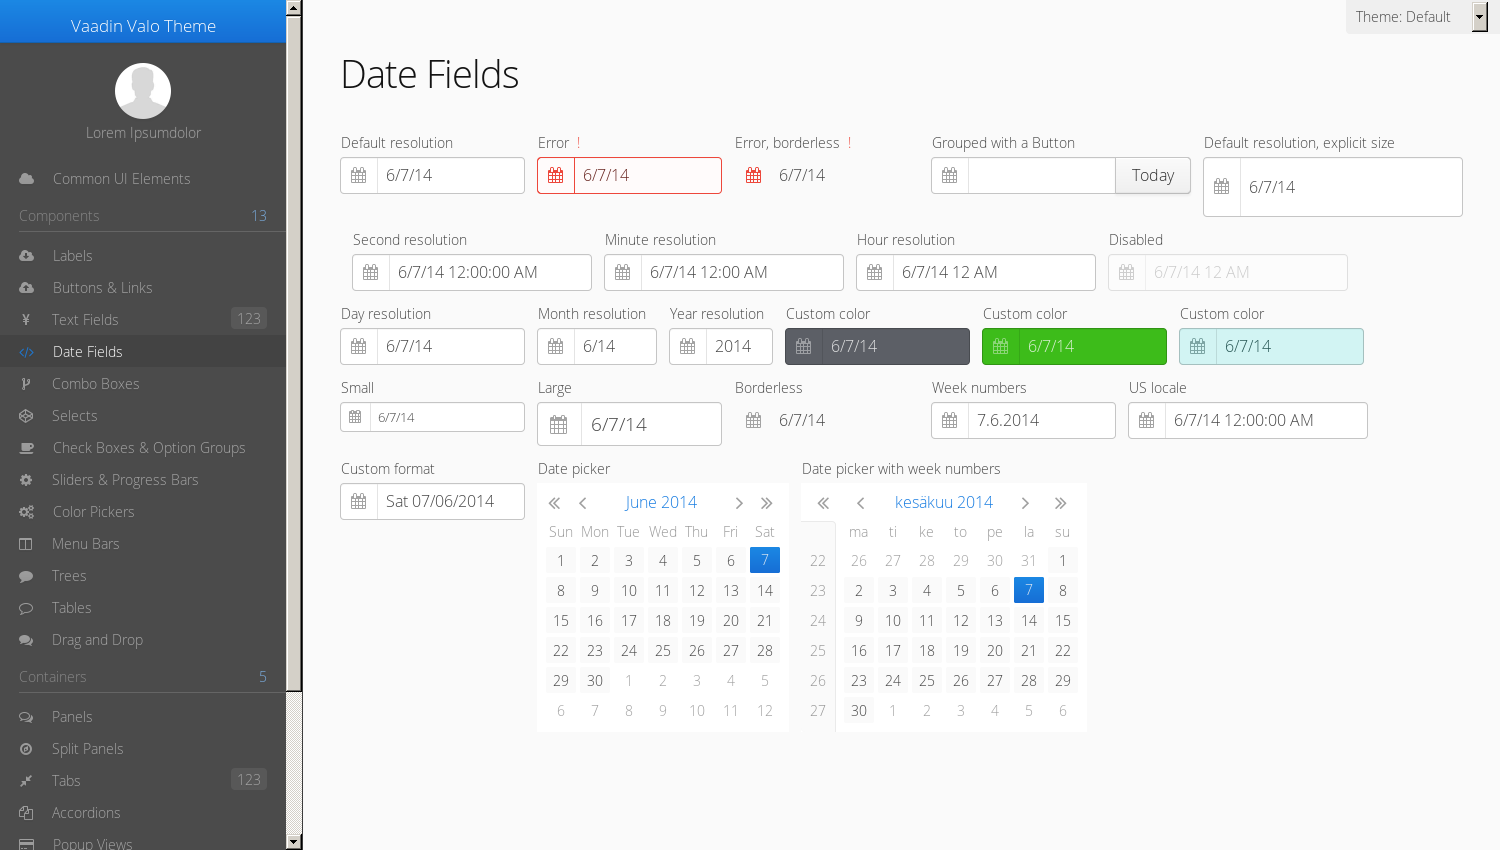 Vaadin Valo Theme
Lorem Ipsumdolor
Common UI Elements
Components 13
Labels
Buttons & Links
Text Fields 123
Date Fields
Combo Boxes
Selects
Check Boxes & Option Groups
Sliders & Progress Bars
Color Pickers
Menu Bars
Trees
Tables
Drag and Drop
Containers 5
Panels
Split Panels
Tabs 123
Accordions
Popup Views
Theme: Default
Date Fields
Default resolution Error ! Error, borderless ! Grouped with a Button Default resolution, explicit size
6/7/14 6/7/14 6/7/14 Today 6/7/14
Second resolution Minute resolution Hour resolution Disabled
6/7/14 12:00:00 AM 6/7/14 12:00 AM 6/7/14 12 AM 6/7/14 12 AM
Day resolution Month resolution Year resolution Custom color Custom color Custom color
6/7/14 6/14 2014 6/7/14 6/7/14 6/7/14
Small Large Borderless Week numbers US locale
6/7/14 6/7/14 6/7/14 7.6.2014 6/7/14 12:00:00 AM
Custom format
Sat 07/06/2014
Date picker
June 2014
Sun Mon Tue Wed Thu Fri Sat
1 2 3 4 5 6 7
8 9 10 11 12 13 14
15 16 17 18 19 20 21
22 23 24 25 26 27 28
29 30 1 2 3 4 5
6 7 8 9 10 11 12
Date picker with week numbers
kesäkuu 2014
ma ti ke to pe la su
22 26 27 28 29 30 31 1
23 2 3 4 5 6 7 8
24 9 10 11 12 13 14 15
25 16 17 18 19 20 21 22
26 23 24 25 26 27 28 29
27 30 1 2 3 4 5 6